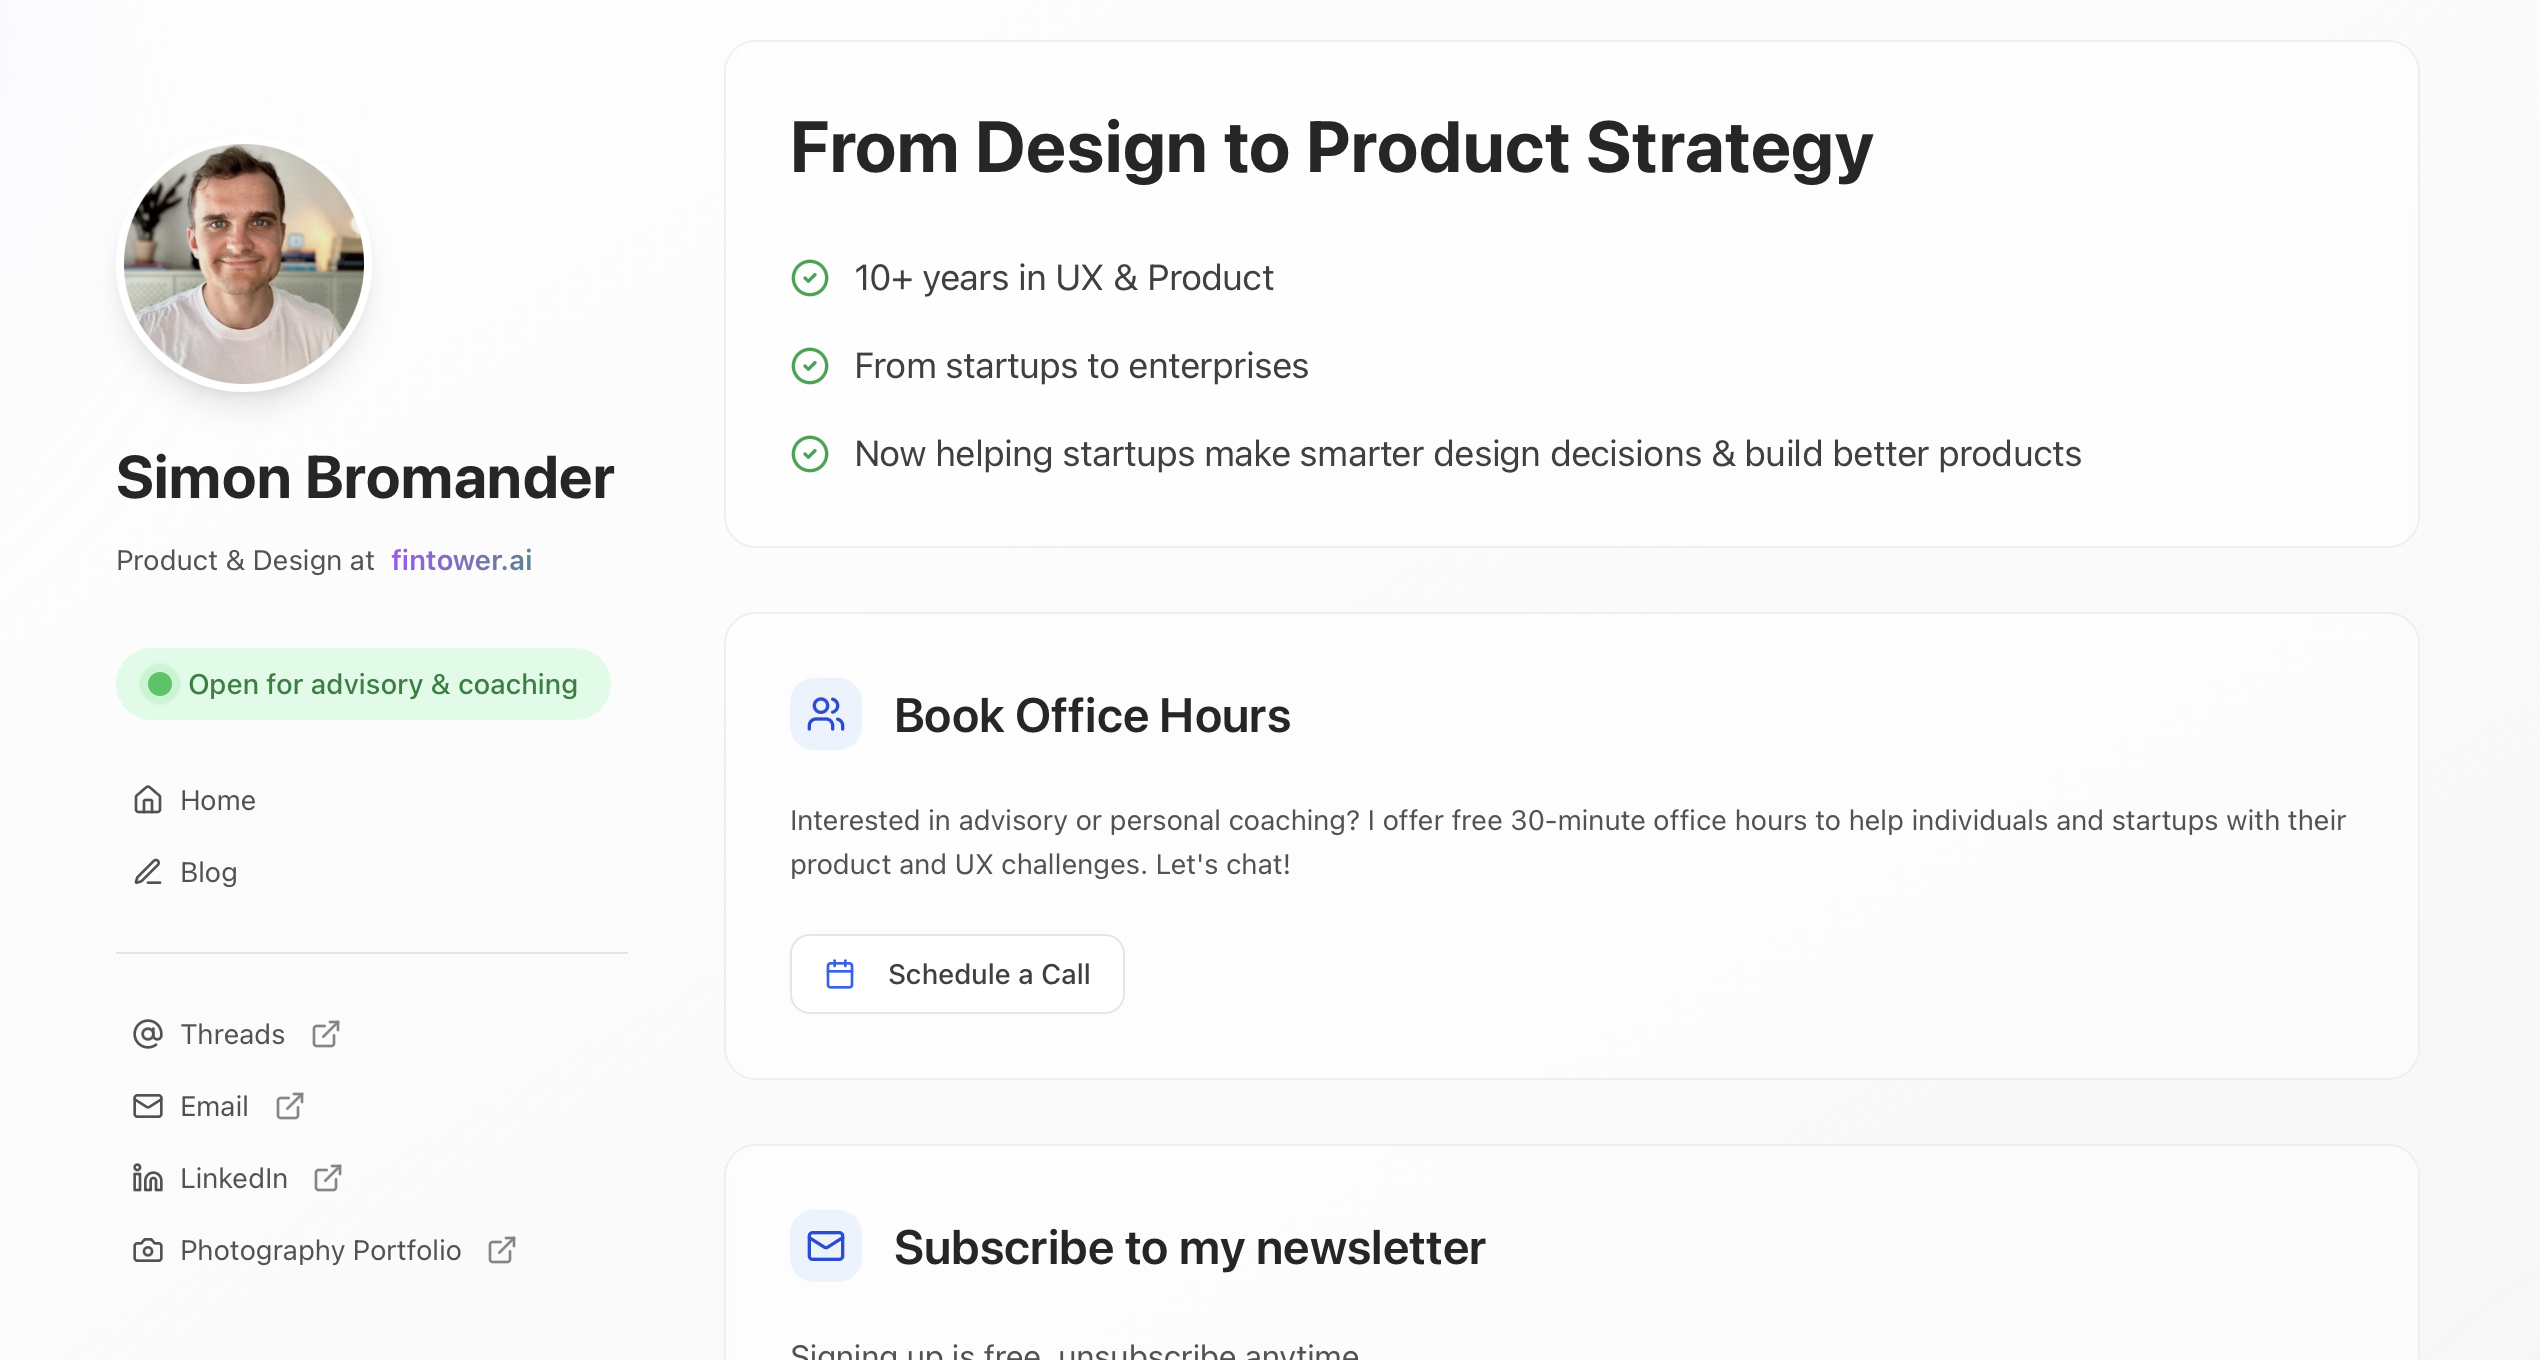 Simon Bromander
Product & Design at fintower.ai
Open for advisory & coaching
Home
Blog
Threads
Email
LinkedIn
Photography Portfolio
From Design to Product Strategy
10+ years in UX & Product
From startups to enterprises
Now helping startups make smarter design decisions & build better products
Book Office Hours
Interested in advisory or personal coaching? I offer free 30-minute office hours to help individuals and startups with their
product and UX challenges. Let's chat!
Schedule a Call
Subscribe to my newsletter
Signing up is free, unsubscribe anytime